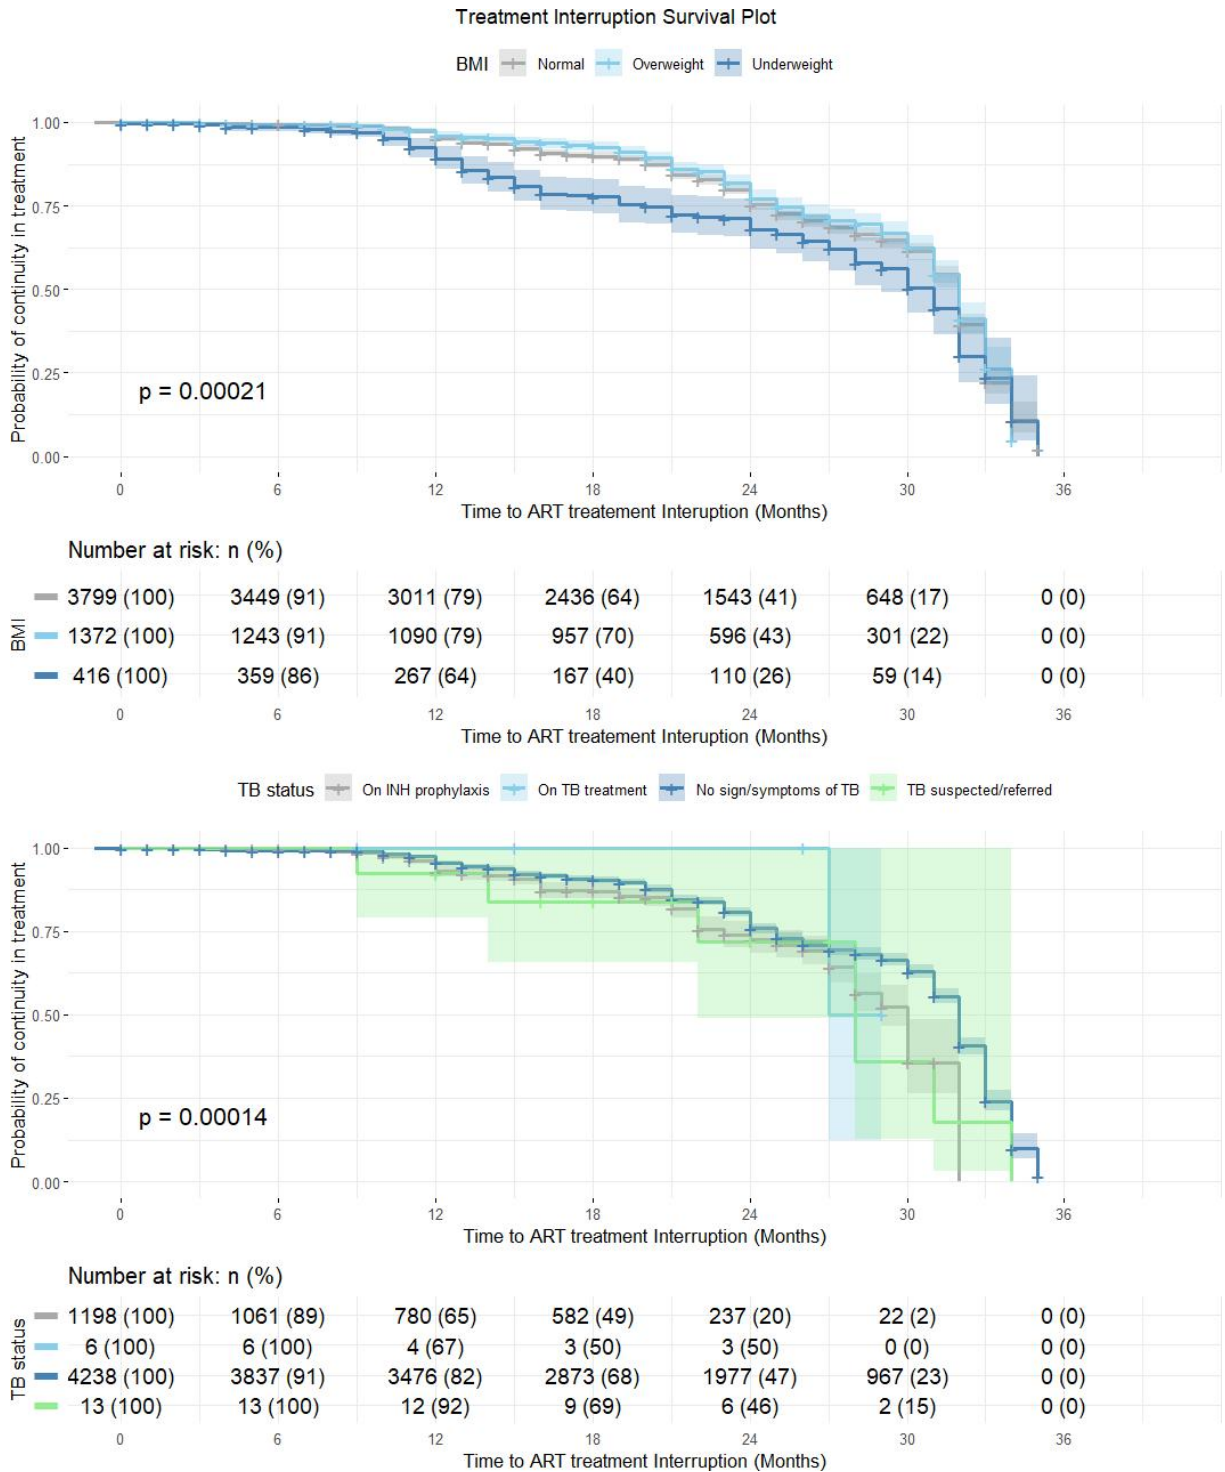 Treatment Interruption Survival Plot
BMI Normal Overweight Underweight
Probability of continuity in treatment
1.00
0.75
0.50
0.25
0.00
p = 0.00021
0 6 12 18 24 30 36
Time to ART treatement Interuption (Months)
Number at risk: n (%)
BMI
3799 (100) 3449 (91) 3011 (79) 2436 (64) 1543 (41) 648 (17) 0 (0)
1372 (100) 1243 (91) 1090 (79) 957 (70) 596 (43) 301 (22) 0 (0)
416 (100) 359 (86) 267 (64) 167 (40) 110 (26) 59 (14) 0 (0)
0 6 12 18 24 30 36
Time to ART treatement Interuption (Months)
TB status On INH prophylaxis On TB treatment No sign/symptoms of TB TB suspected/referred
Probability of continuity in treatment
1.00
0.75
0.50
0.25
0.00
p = 0.00014
0 6 12 18 24 30 36
Time to ART treatment Interruption (Months)
Number at risk: n (%)
TB status
1198 (100) 1061 (89) 780 (65) 582 (49) 237 (20) 22 (2) 0 (0)
6 (100) 6 (100) 4 (67) 3 (50) 3 (50) 0 (0) 0 (0)
4238 (100) 3837 (91) 3476 (82) 2873 (68) 1977 (47) 967 (23) 0 (0)
13 (100) 13 (100) 12 (92) 9 (69) 6 (46) 2 (15) 0 (0)
0 6 12 18 24 30 36
Time to ART treatment Interruption (Months)